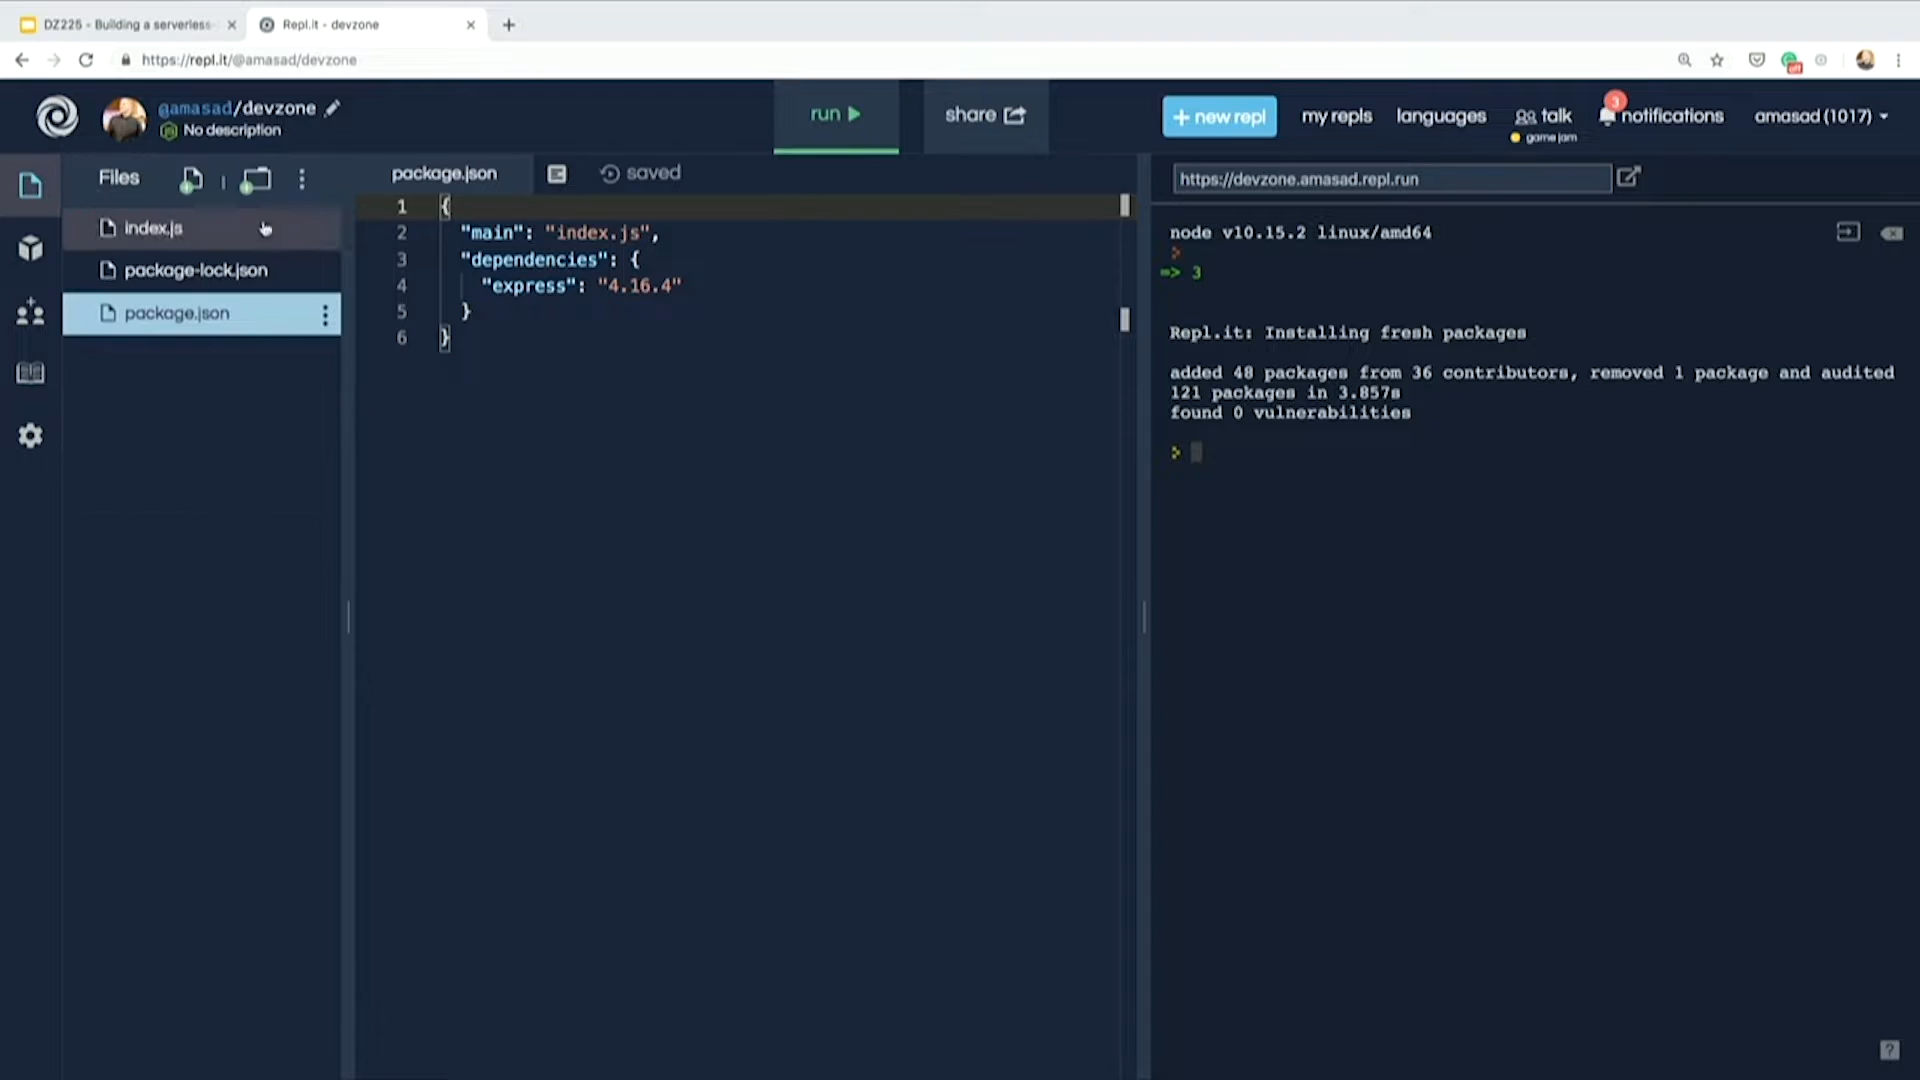 DZ225 - Building a serverless
Repl.it - devzone
https://repl.it/@amasad/devzone
@amasad/devzone
No description
run
share
+ new repl
my repls
languages
talk
game jam
3
notifications
amasad (1017)
Files
package.json
saved
https://devzone.amasad.repl.run
index.js
package-lock.json
package.json
1 {
2 "main": "index.js",
3 "dependencies": {
4 "express": "4.16.4"
5 }
6 }
node v10.15.2 linux/amd64
>
=> 3
Repl.it: Installing fresh packages
added 48 packages from 36 contributors, removed 1 package and audited
121 packages in 3.857s
found 0 vulnerabilities
>
?